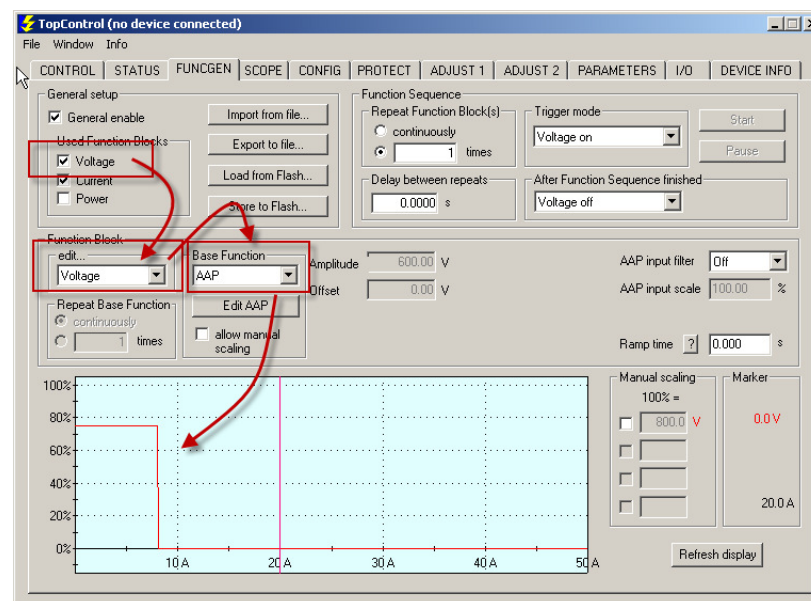 TopControl (no device connected)
File Window Info
CONTROL STATUS FUNCGEN SCOPE CONFIG PROTECT ADJUST 1 ADJUST 2 PARAMETERS I/O DEVICE INFO
General setup
General enable
Used Function Blocks
Voltage
Current
Power
Import from file...
Export to file...
Load from Flash...
Store to Flash...
Function Sequence
Repeat Function Block(s)
continuously
1 times
Delay between repeats
0.0000 s
Trigger mode
Voltage on
Start
Pause
After Function Sequence finished
Voltage off
Function Block
edit...
Voltage
Repeat Base Function
continuously
1 times
Base Function
AAP
Edit AAP
allow manual
scaling
Amplitude 600.00 V
Offset 0.00 V
AAP input filter Off
AAP input scale 100.00 %
Ramp time ? 0.000 s
100%
80%
60%
40%
20%
0%
10 A 20 A 30 A 40 A 50 A
Manual scaling
100% =
800.0 V
Marker
0.0 V
20.0 A
Refresh display